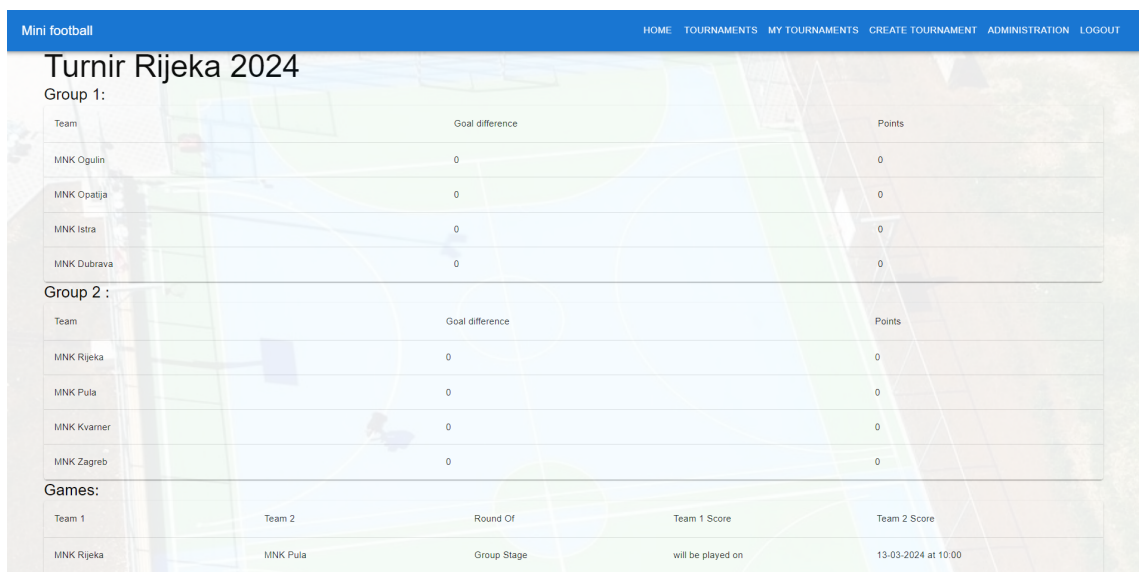 Mini football HOME TOURNAMENTS MY TOURNAMENTS CREATE TOURNAMENT ADMINISTRATION LOGOUT
Turnir Rijeka 2024
Group 1:
Team Goal difference Points
MNK Ogulin 0 0
MNK Opatija 0 0
MNK Istra 0 0
MNK Dubrava 0 0
Group 2 :
Team Goal difference Points
MNK Rijeka 0 0
MNK Pula 0 0
MNK Kvarner 0 0
MNK Zagreb 0 0
Games:
Team 1 Team 2 Round Of Team 1 Score Team 2 Score
MNK Rijeka MNK Pula Group Stage will be played on 13-03-2024 at 10:00